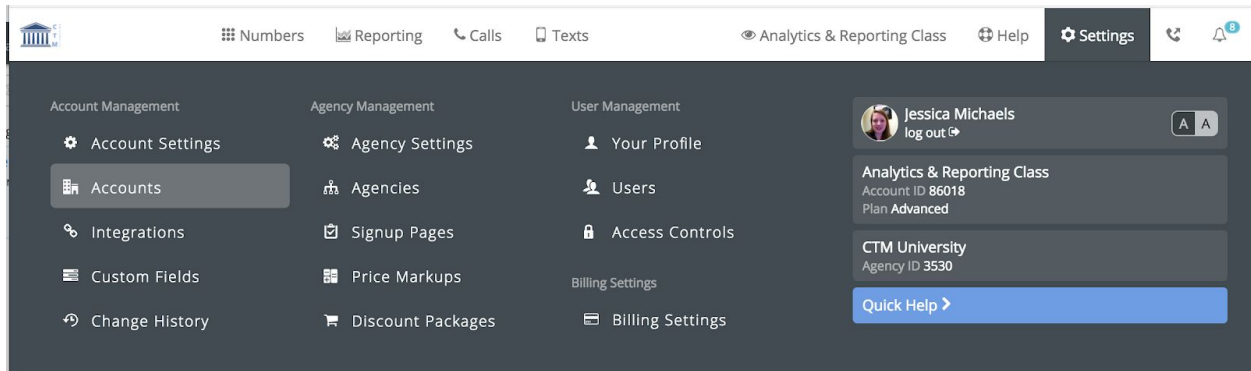 CTM
Numbers
Reporting
Calls
Texts
Analytics & Reporting Class
Help
Settings
8
Account Management
Account Settings
Accounts
Integrations
Custom Fields
Change History
Agency Management
Agency Settings
Agencies
Signup Pages
Price Markups
Discount Packages
User Management
Your Profile
Users
Access Controls
Billing Settings
Billing Settings
Jessica Michaels
log out
A A
Analytics & Reporting Class
Account ID 86018
Plan Advanced
CTM University
Agency ID 3530
Quick Help